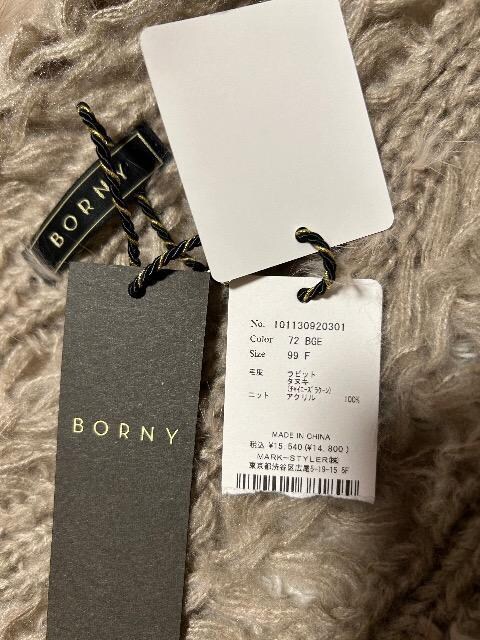 BORNY
No. 101130920301
Color 72 BGE
Size 99 F
毛皮 ラビット
タヌキ
(チャイニーズラクーン)
ニット アクリル 100%
MADE IN CHINA
税込 ¥15,540(¥14,800)
MARK-STYLER(株)
東京都渋谷区広尾5-19-15 5F
BORNY